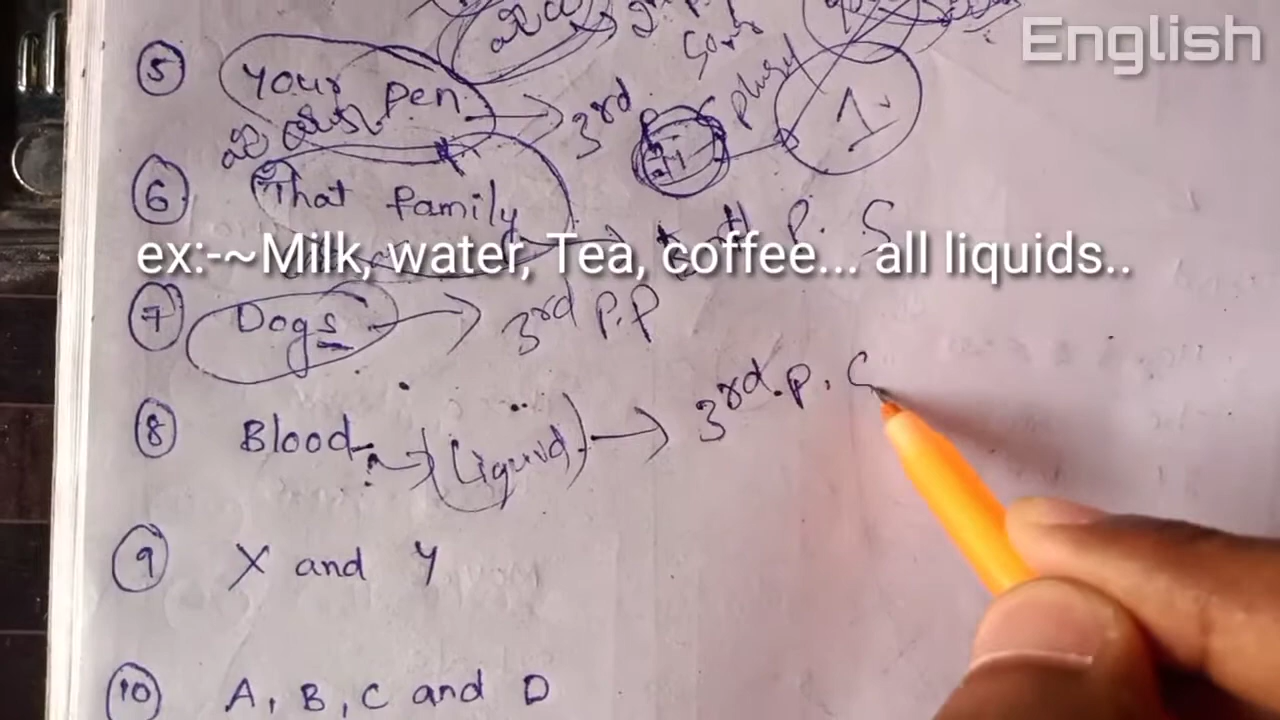 English
5 Your Pen → 3rd P
1.
6 That family → P. S
ex:-~Milk, water, Tea, coffee... all liquids..
7 Dogs → 3rd P.P
8 Blood → (Liquid) → 3rd.P. S
9 X and Y
10 A, B, C and D